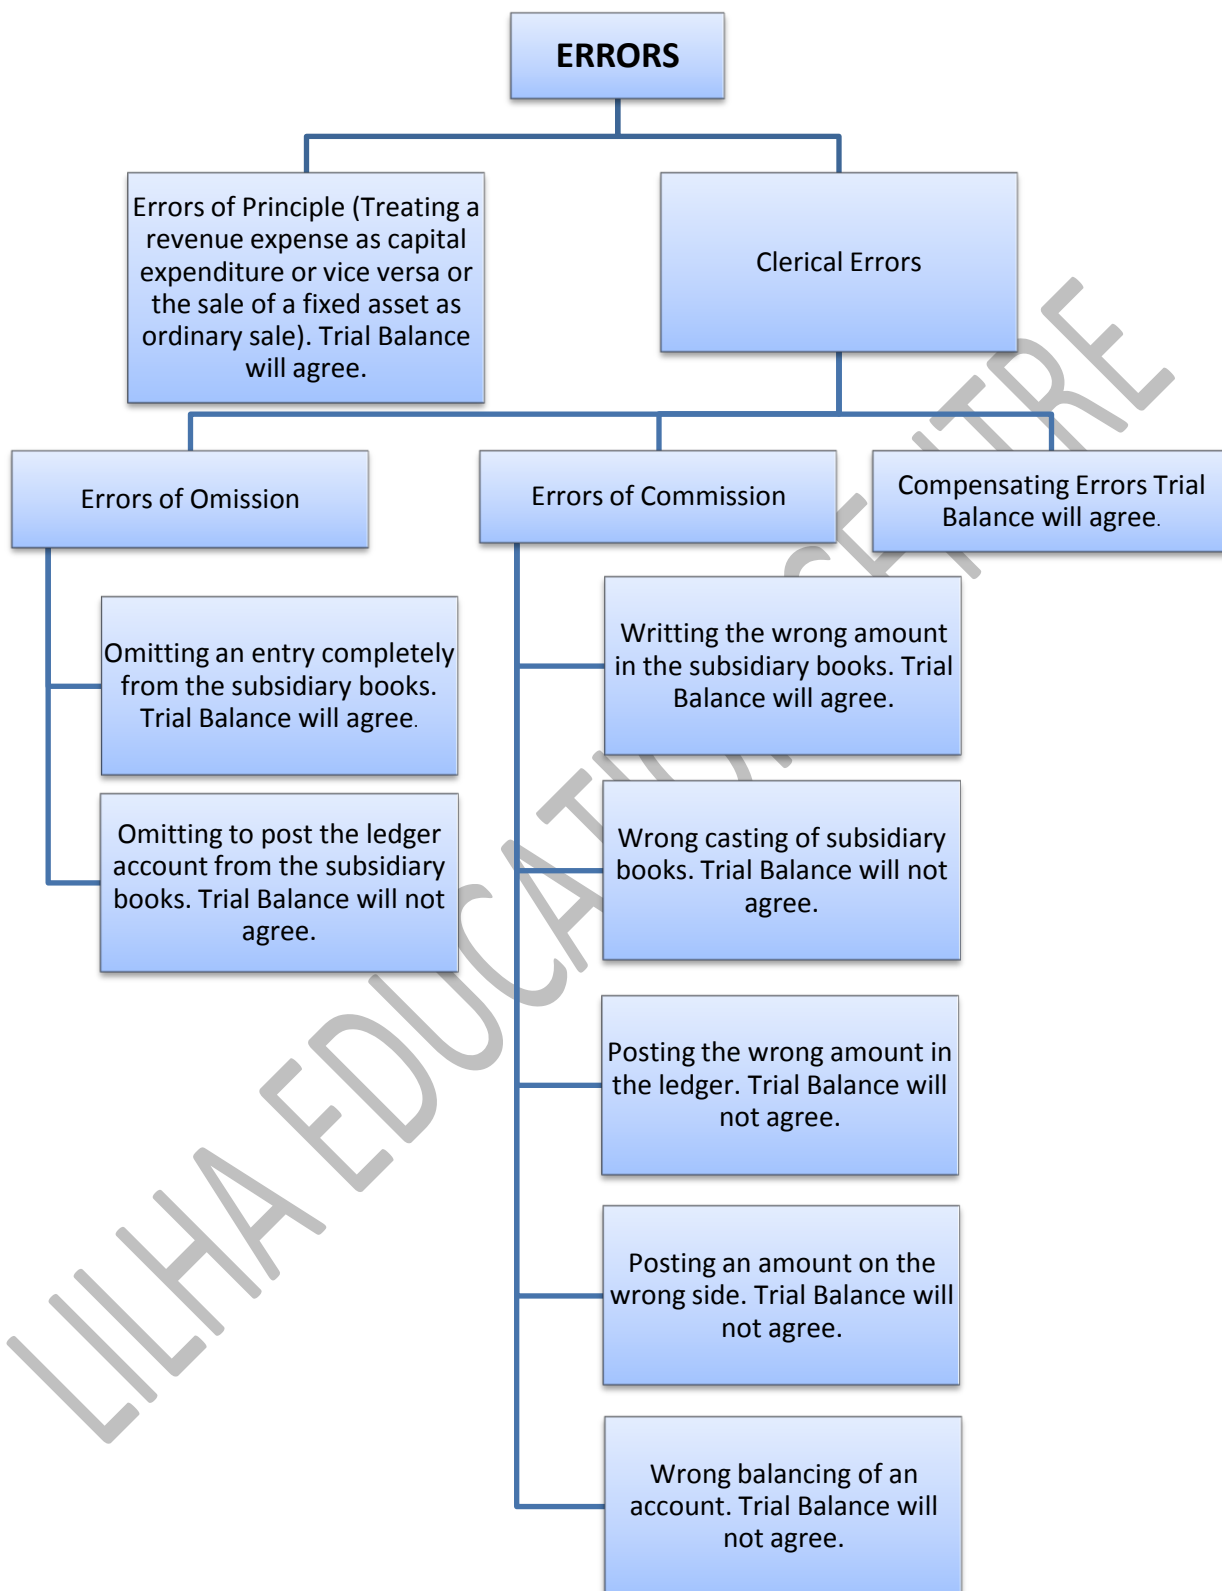 ERRORS
Errors of Principle (Treating a
revenue expense as capital
expenditure or vice versa or
the sale of a fixed asset as
ordinary sale). Trial Balance
will agree.
Clerical Errors
Errors of Omission
Errors of Commission
Compensating Errors Trial
Balance will agree.
Omitting an entry completely
from the subsidiary books.
Trial Balance will agree.
Omitting to post the ledger
account from the subsidiary
books. Trial Balance will not
agree.
Writting the wrong amount
in the subsidiary books. Trial
Balance will agree.
Wrong casting of subsidiary
books. Trial Balance will not
agree.
Posting the wrong amount in
the ledger. Trial Balance will
not agree.
Posting an amount on the
wrong side. Trial Balance will
not agree.
Wrong balancing of an
account. Trial Balance will
not agree.
LILHA EDUCATION CENTRE